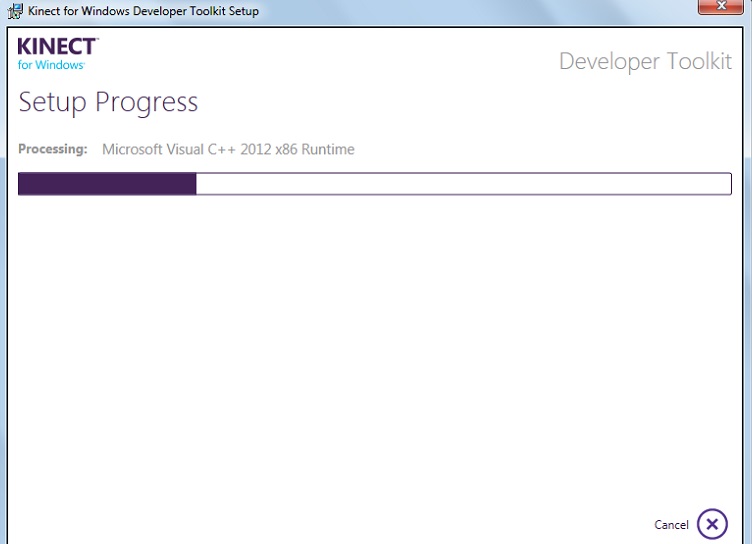 Kinect for Windows Developer Toolkit Setup
KINECT™
for Windows®
Developer Toolkit
Setup Progress
Processing: Microsoft Visual C++ 2012 x86 Runtime
Cancel